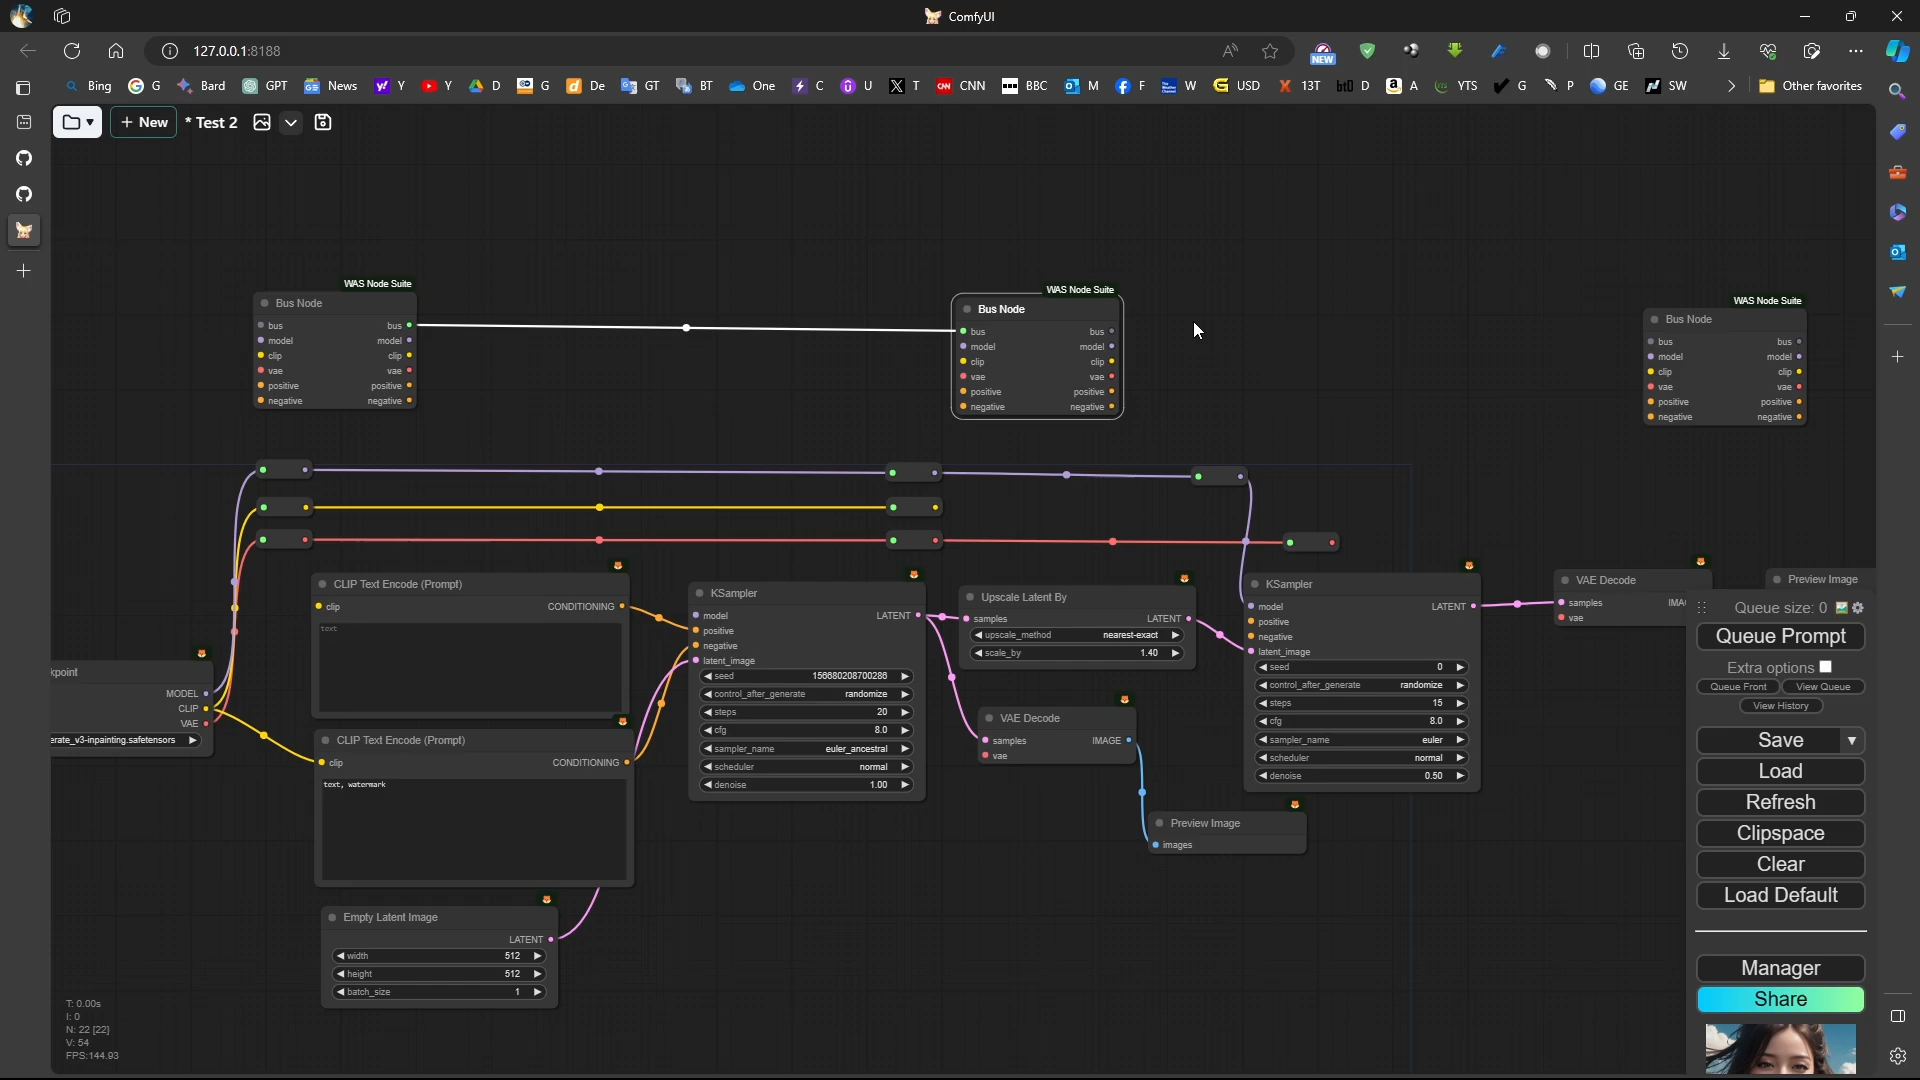 ComfyUI
127.0.0.1:8188
NEW
Bing G Bard GPT News Y Y D G De GT BT One C U T CNN BBC M F W USD 13T D A YTS G P GE SW Other favorites
+ New * Test 2
WAS Node Suite
Bus Node
bus bus
model model
clip clip
vae vae
positive positive
negative negative
WAS Node Suite
Bus Node
bus bus
model model
clip clip
vae vae
positive positive
negative negative
WAS Node Suite
Bus Node
bus bus
model model
clip clip
vae vae
positive positive
negative negative
kpoint
MODEL
CLIP
VAE
erate_v3-inpainting.safetensors
CLIP Text Encode (Prompt)
clip CONDITIONING
text
CLIP Text Encode (Prompt)
clip CONDITIONING
text, watermark
Empty Latent Image
LATENT
width 512
height 512
batch_size 1
KSampler
model LATENT
positive
negative
latent_image
seed 156680208700286
control_after_generate randomize
steps 20
cfg 8.0
sampler_name euler_ancestral
scheduler normal
denoise 1.00
Upscale Latent By
samples LATENT
upscale_method nearest-exact
scale_by 1.40
VAE Decode
samples IMAGE
vae
Preview Image
images
KSampler
model LATENT
positive
negative
latent_image
seed 0
control_after_generate randomize
steps 15
cfg 8.0
sampler_name euler
scheduler normal
denoise 0.50
VAE Decode
samples IMA
vae
Preview Image
Queue size: 0
Queue Prompt
Extra options
Queue Front View Queue
View History
Save
Load
Refresh
Clipspace
Clear
Load Default
Manager
Share
T: 0.00s
I: 0
N: 22 [22]
V: 54
FPS:144.93